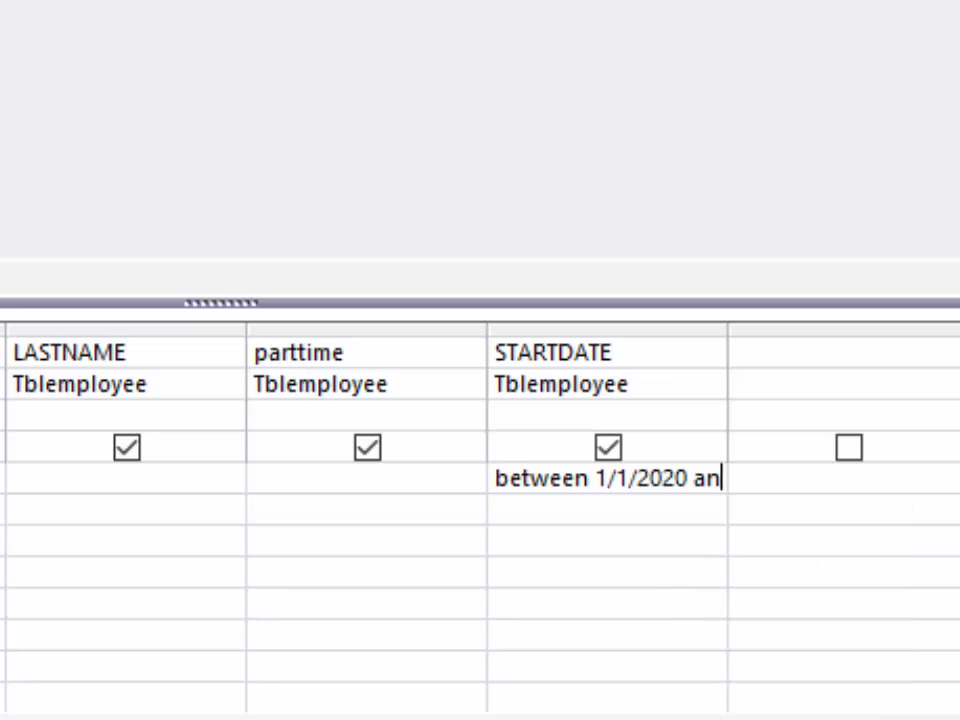 LASTNAME parttime STARTDATE
Tblemployee Tblemployee Tblemployee
between 1/1/2020 an